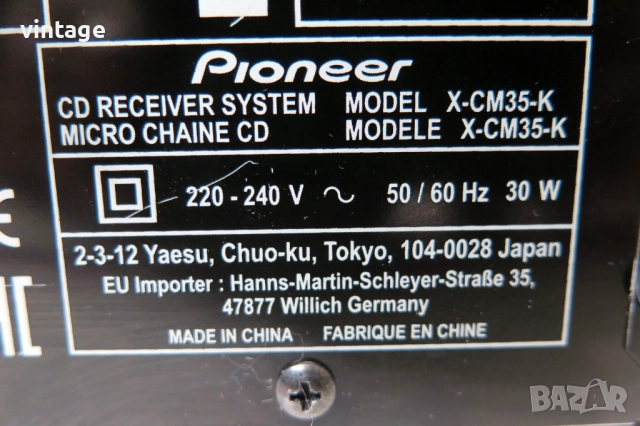 vintage
Pioneer
CD RECEIVER SYSTEM MODEL X-CM35-K
MICRO CHAINE CD MODELE X-CM35-K
220 - 240 V ~ 50 / 60 Hz 30 W
2-3-12 Yaesu, Chuo-ku, Tokyo, 104-0028 Japan
EU Importer : Hanns-Martin-Schleyer-Straße 35,
47877 Willich Germany
MADE IN CHINA FABRIQUE EN CHINE
BAZAR